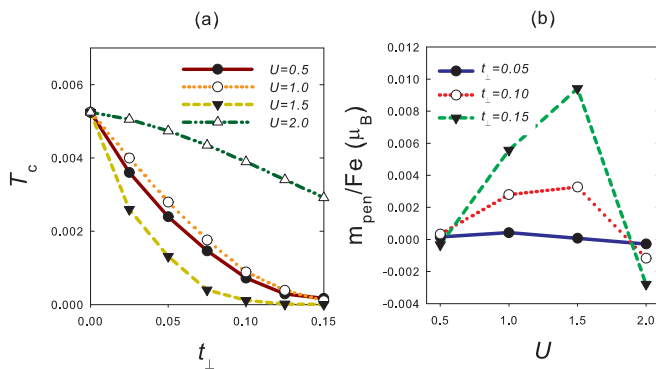 (a)
T_c
0.006
0.004
0.002
0.000
0.00
0.05
0.10
0.15
t_⊥
U=0.5
U=1.0
U=1.5
U=2.0
(b)
m_pen/Fe (μ_B)
0.012
0.010
0.008
0.006
0.004
0.002
0.000
-0.002
-0.004
0.5
1.0
1.5
2.0
U
t_⊥=0.05
t_⊥=0.10
t_⊥=0.15